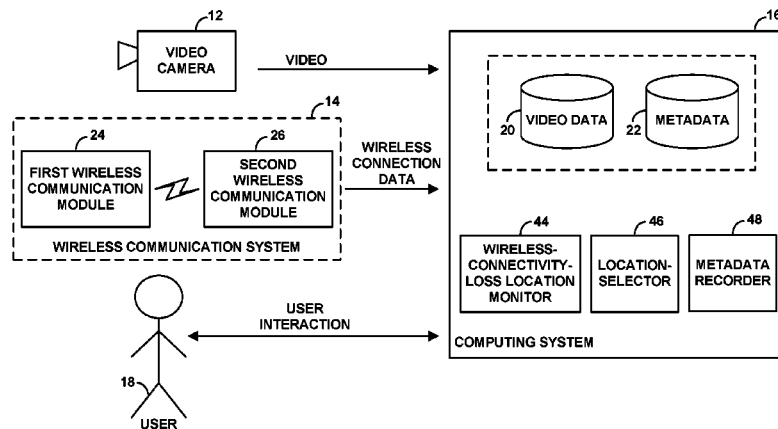 12
VIDEO
CAMERA
VIDEO
16
20
VIDEO DATA
22
METADATA
14
24
FIRST WIRELESS
COMMUNICATION
MODULE
26
SECOND
WIRELESS
COMMUNICATION
MODULE
WIRELESS COMMUNICATION SYSTEM
WIRELESS
CONNECTION
DATA
44
WIRELESS-
CONNECTIVITY-
LOSS LOCATION
MONITOR
46
LOCATION-
SELECTOR
48
METADATA
RECORDER
COMPUTING SYSTEM
USER
INTERACTION
18
USER